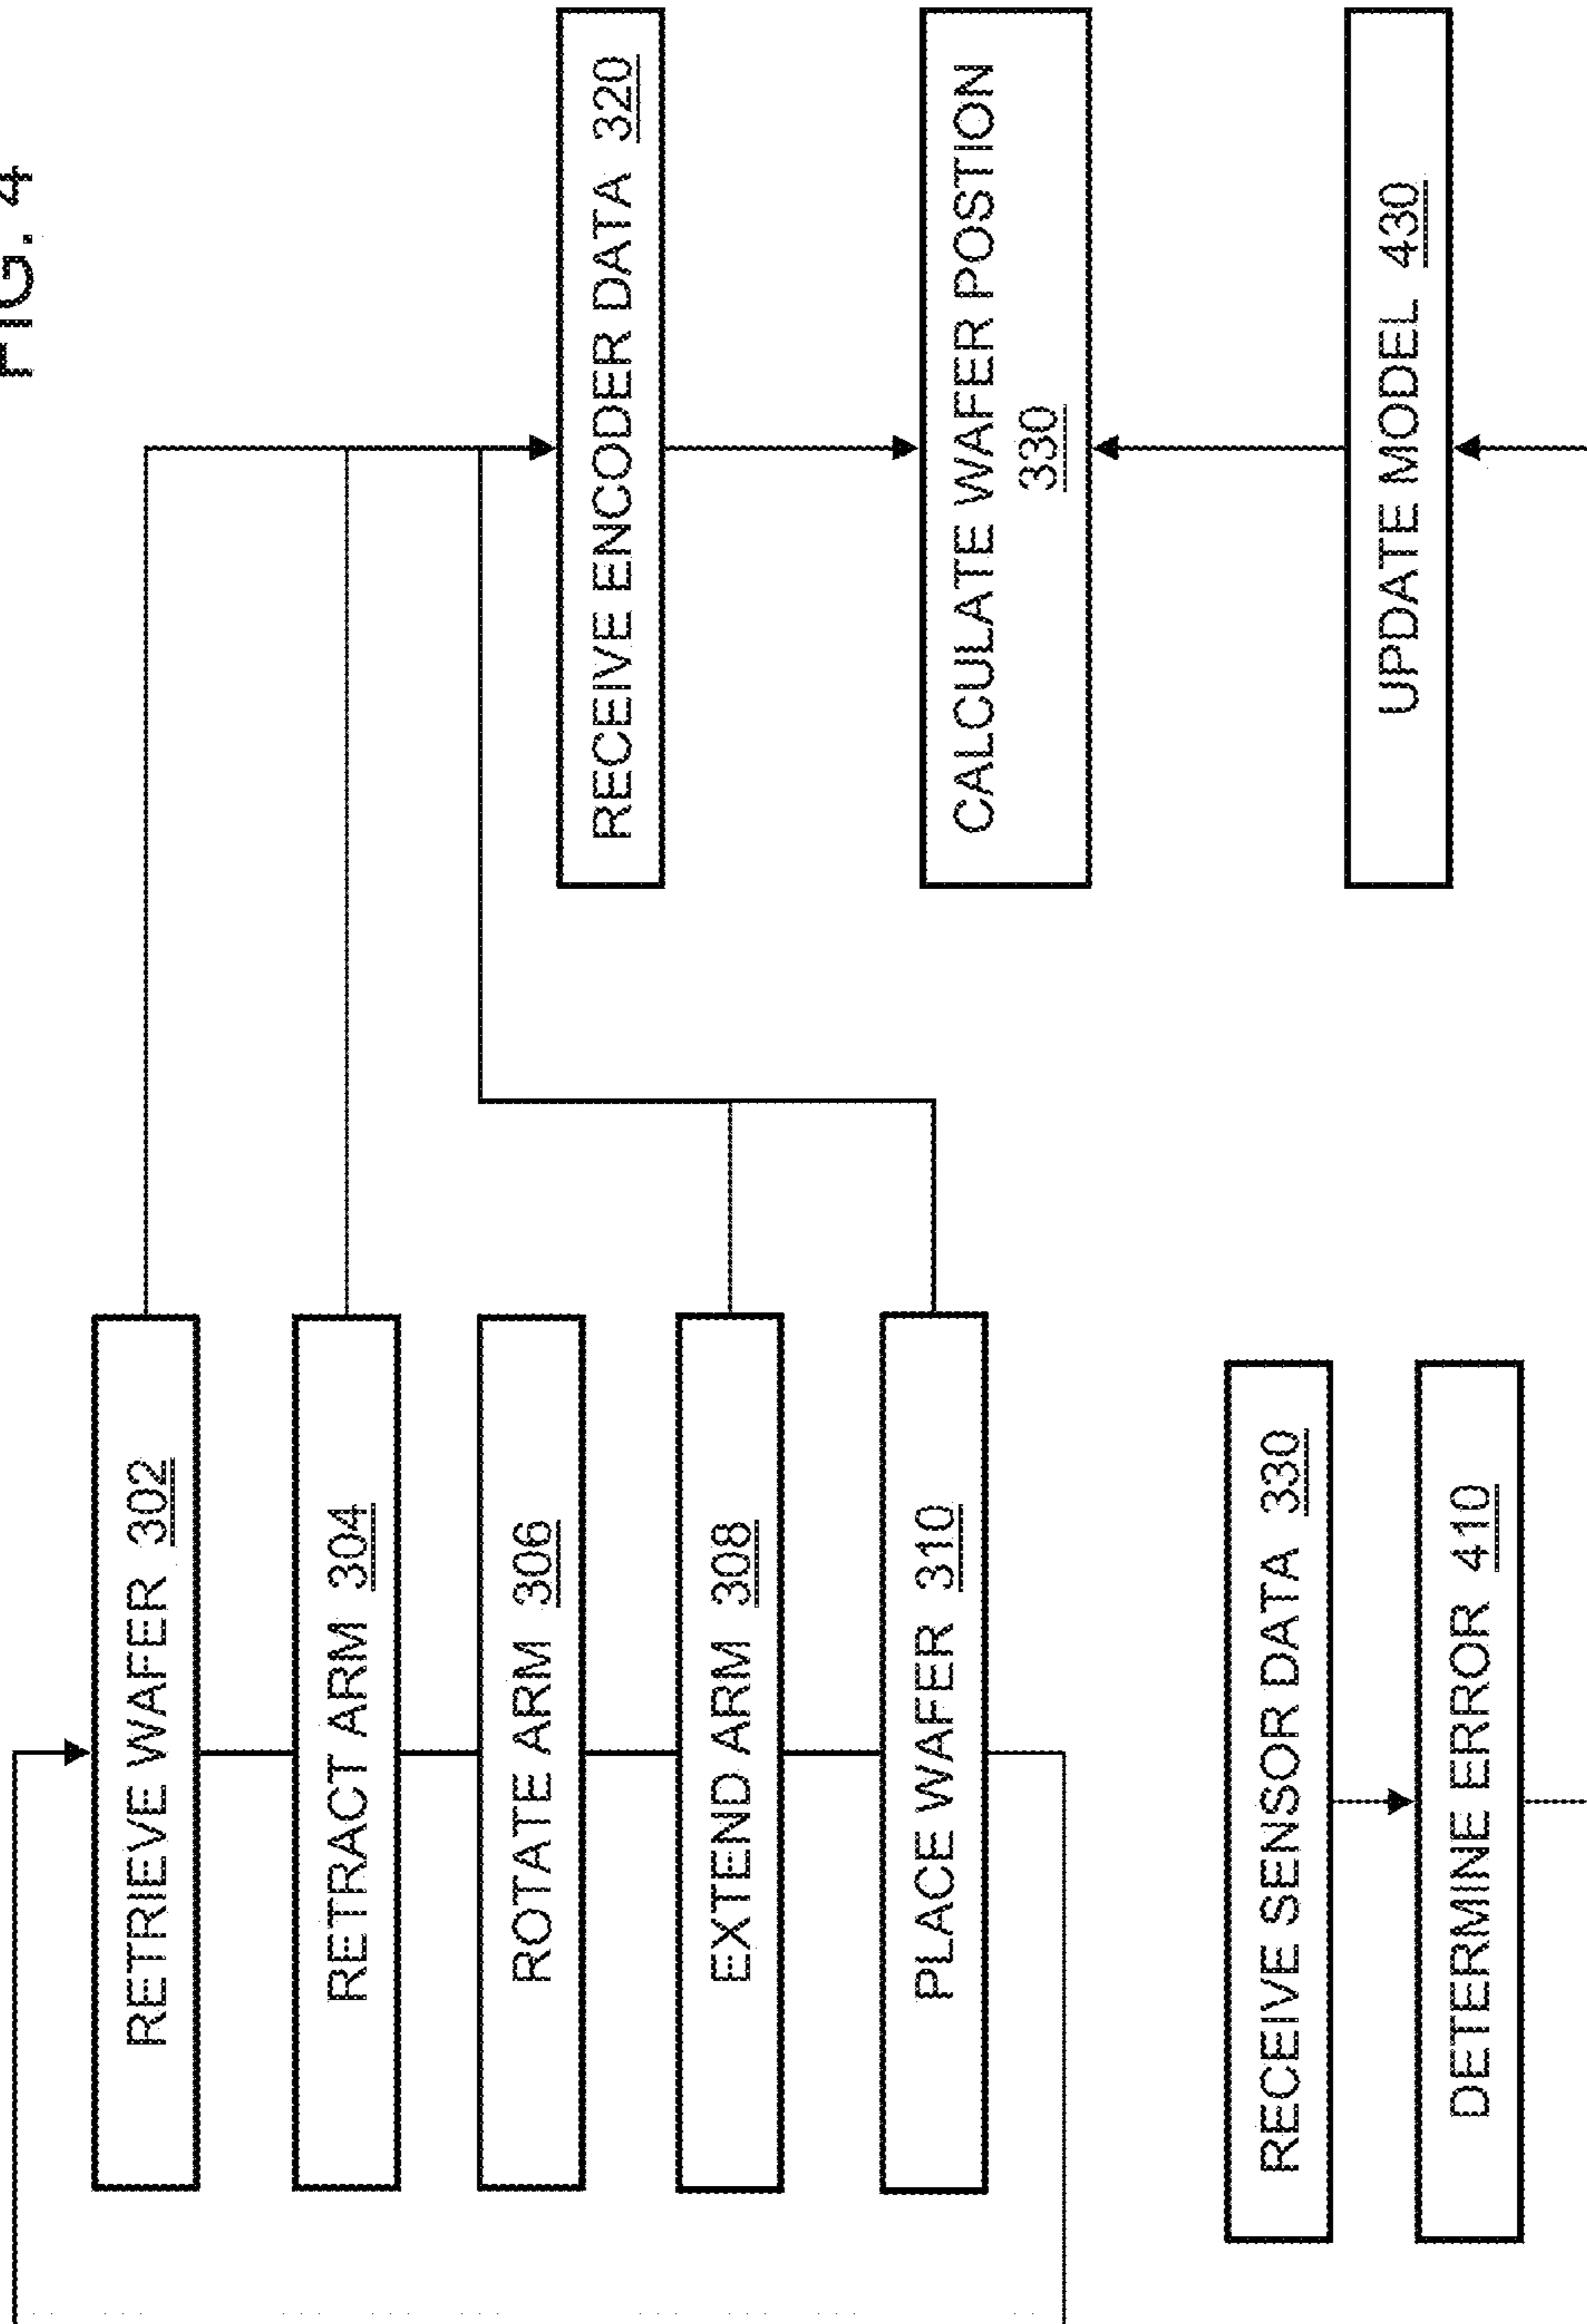 FIG. 4
RETRIEVE WAFER 302
RETRACT ARM 304
ROTATE ARM 306
EXTEND ARM 308
PLACE WAFER 310
RECEIVE SENSOR DATA 330
DETERMINE ERROR 410
RECEIVE ENCODER DATA 320
CALCULATE WAFER POSTION
330
UPDATE MODEL 430